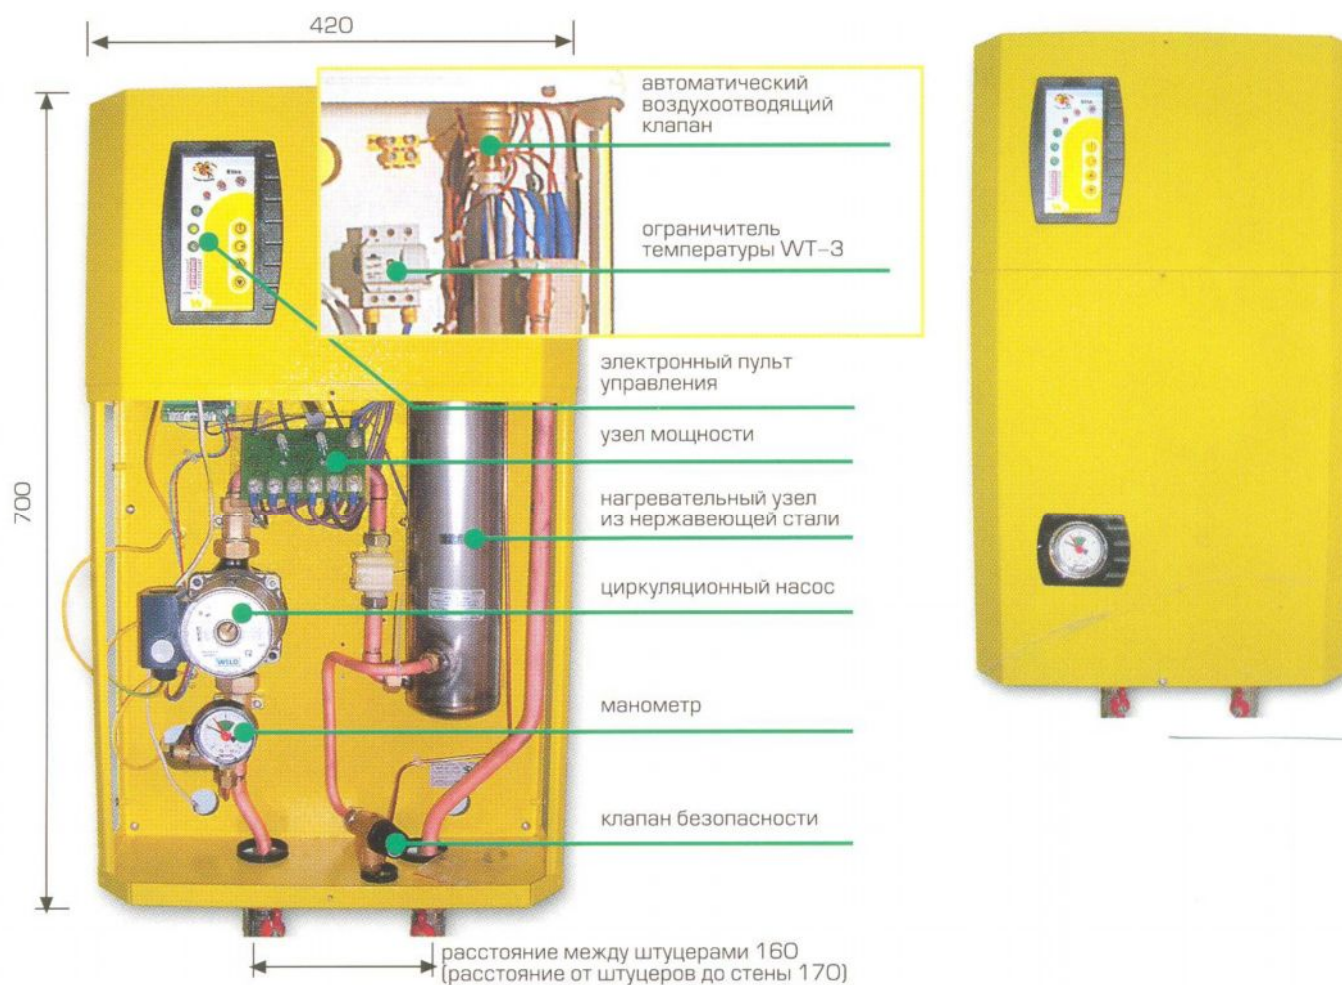 420
автоматический
воздухоотводящий
клапан
ограничитель
температуры WT–3
электронный пульт
управления
узел мощности
700
нагревательный узел
из нержавеющей стали
циркуляционный насос
WILO
манометр
клапан безопасности
расстояние между штуцерами 160
(расстояние от штуцеров до стены 170)